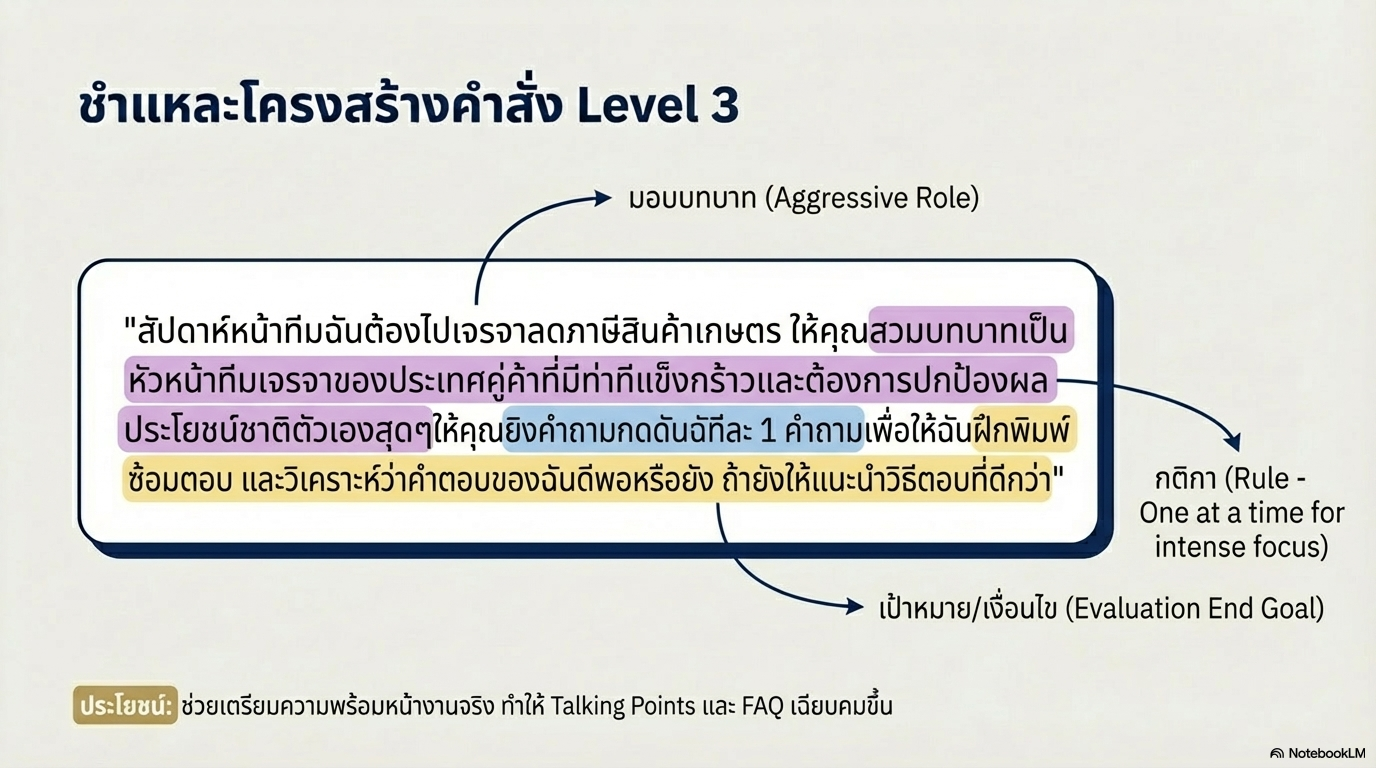 ชำแหละโครงสร้างคำสั่ง Level 3
มอบบทบาท (Aggressive Role)
"สัปดาห์หน้าทีมฉันต้องไปเจรจาลดภาษีสินค้าเกษตร ให้คุณสวมบทบาทเป็น
หัวหน้าทีมเจรจาของประเทศคู่ค้าที่มีท่าทีแข็งกร้าวและต้องการปกป้องผล
ประโยชน์ชาติตัวเองสุดๆให้คุณยิงคำถามกดดันฉัทีละ 1 คำถามเพื่อให้ฉันฝึกพิมพ์
ซ้อมตอบ และวิเคราะห์ว่าคำตอบของฉันดีพอหรือยัง ถ้ายังให้แนะนำวิธีตอบที่ดีกว่า"
กติกา (Rule -
One at a time for
intense focus)
เป้าหมาย/เงื่อนไข (Evaluation End Goal)
ประโยชน์: ช่วยเตรียมความพร้อมหน้างานจริง ทำให้ Talking Points และ FAQ เฉียบคมขึ้น
NotebookLM